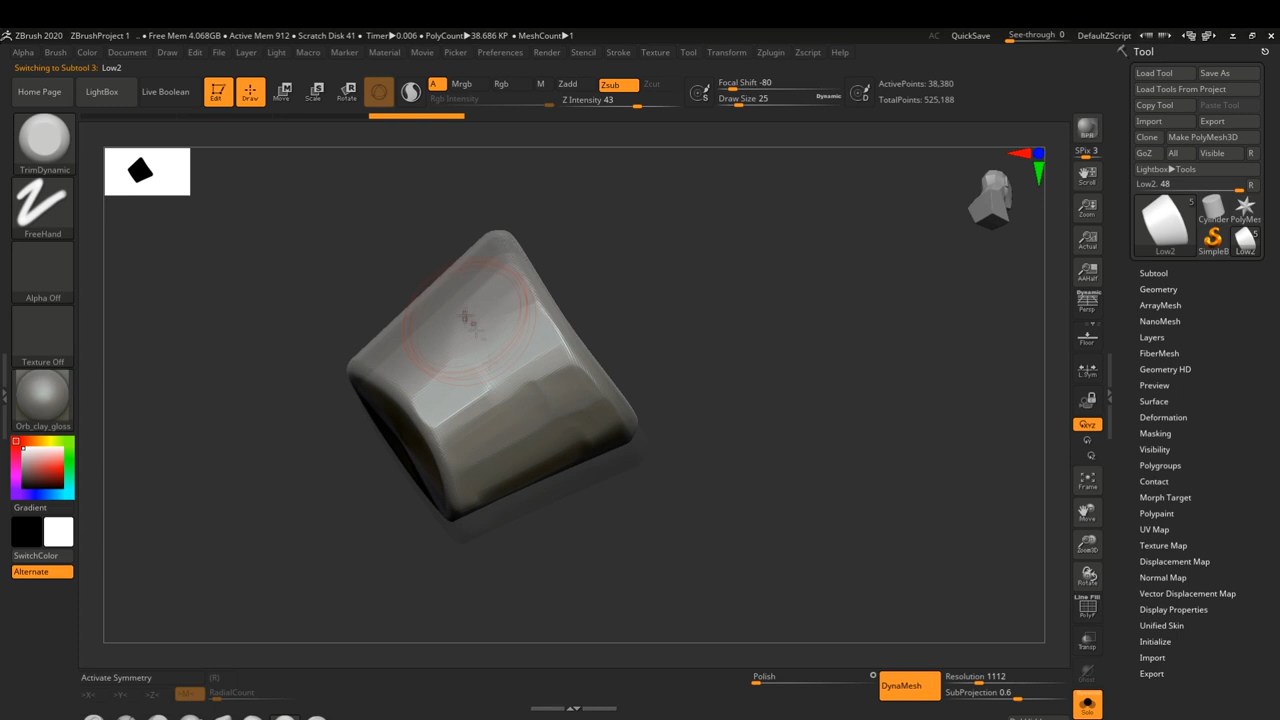 ZBrush 2020 ZBrushProject 1 .. • Free Mem 4.068GB • Active Mem 912 • Scratch Disk 41 • Timer▶0.006 • PolyCount▶38.686 KP • MeshCount▶1 AC QuickSave See-through 0 DefaultZScript
Alpha Brush Color Document Draw Edit File Layer Light Macro Marker Material Movie Picker Preferences Render Stencil Stroke Texture Tool Transform Zplugin Zscript Help
Switching to Subtool 3: Low2
Home Page LightBox Live Boolean Edit Draw Move Scale Rotate A Mrgb Rgb M Zadd Zsub Zcut Focal Shift -80 ActivePoints: 38,380
Rgb Intensity Z Intensity 43 S Draw Size 25 Dynamic D TotalPoints: 525,188
TrimDynamic
FreeHand
Alpha Off
Texture Off
Orb_clay_gloss
Gradient
SwitchColor
Alternate
BPR
SPix 3
Scroll
Zoom
Actual
AAHalf
Dynamic
Persp
Floor
L.Sym
XYZ
Frame
Move
Zoom3D
Rotate
Line Fill
PolyF
Transp
Ghost
Solo
Tool
Load Tool Save As
Load Tools From Project
Copy Tool Paste Tool
Import Export
Clone Make PolyMesh3D
GoZ All Visible R
Lightbox▶Tools
Low2. 48 R
5
Cylinder PolyMes
5
Low2 SimpleB Low2
Subtool
Geometry
ArrayMesh
NanoMesh
Layers
FiberMesh
Geometry HD
Preview
Surface
Deformation
Masking
Visibility
Polygroups
Contact
Morph Target
Polypaint
UV Map
Texture Map
Displacement Map
Normal Map
Vector Displacement Map
Display Properties
Unified Skin
Initialize
Import
Export
Activate Symmetry (R)
>X< >Y< >Z< >M< RadialCount
Polish DynaMesh Resolution 1112
SubProjection 0.6